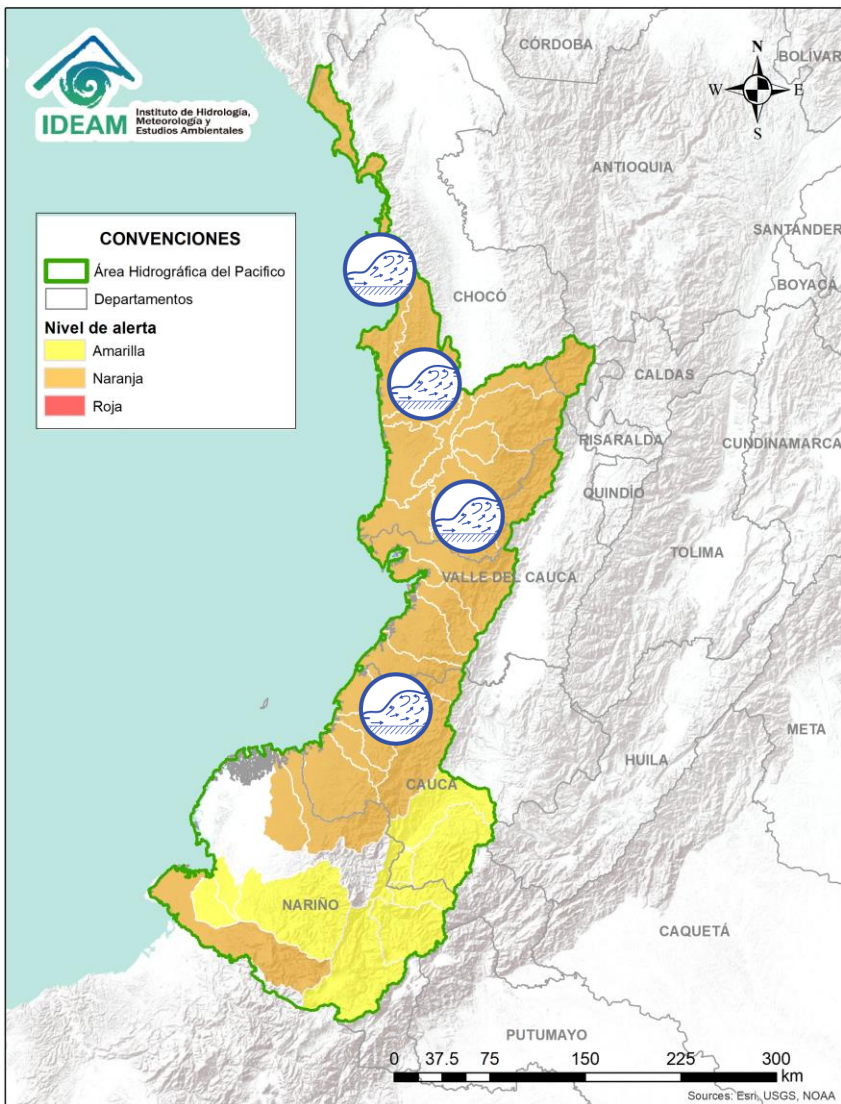 IDEAM
Instituto de Hidrología,
Meteorología y
Estudios Ambientales
CÓRDOBA
BOLÍVAR
N
W
E
S
ANTIOQUIA
SANTANDER
BOYACÁ
CONVENCIONES
Área Hidrográfica del Pacifico
Departamentos
Nivel de alerta
Amarilla
Naranja
Roja
CHOCÓ
CALDAS
RISARALDA
CUNDINAMARCA
QUINDÍO
TOLIMA
VALLE DEL CAUCA
META
HUILA
CAUCA
NARIÑO
CAQUETÁ
PUTUMAYO
0 37.5 75 150 225 300
km
Sources: Esri, USGS, NOAA